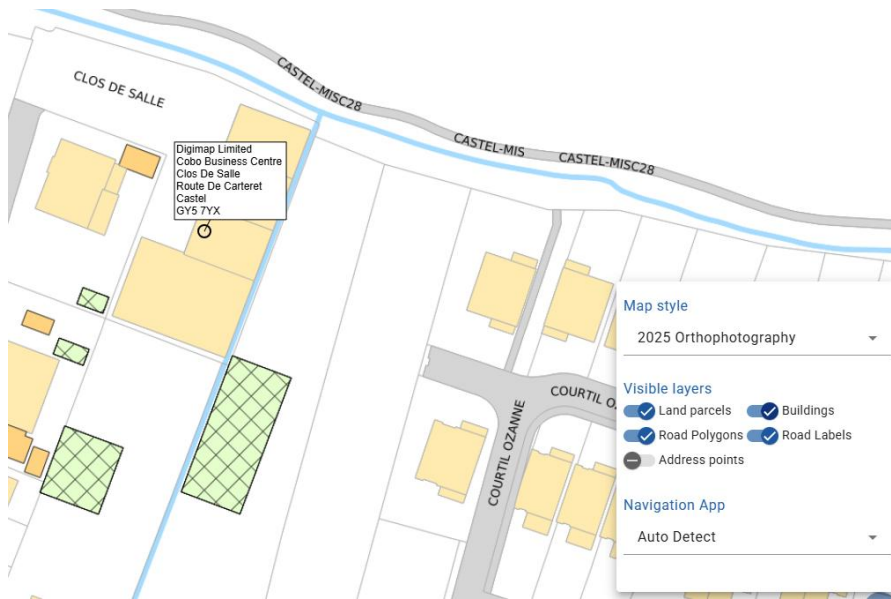 CLOS DE SALLE
CASTEL-MISC28
CASTEL-MIS
CASTEL-MISC28
Digimap Limited
Cobo Business Centre
Clos De Salle
Route De Carteret
Castel
GY5 7YX
COURTIL O
COURTIL OZANNE
Map style
2025 Orthophotography
Visible layers
Land parcels
Buildings
Road Polygons
Road Labels
Address points
Navigation App
Auto Detect